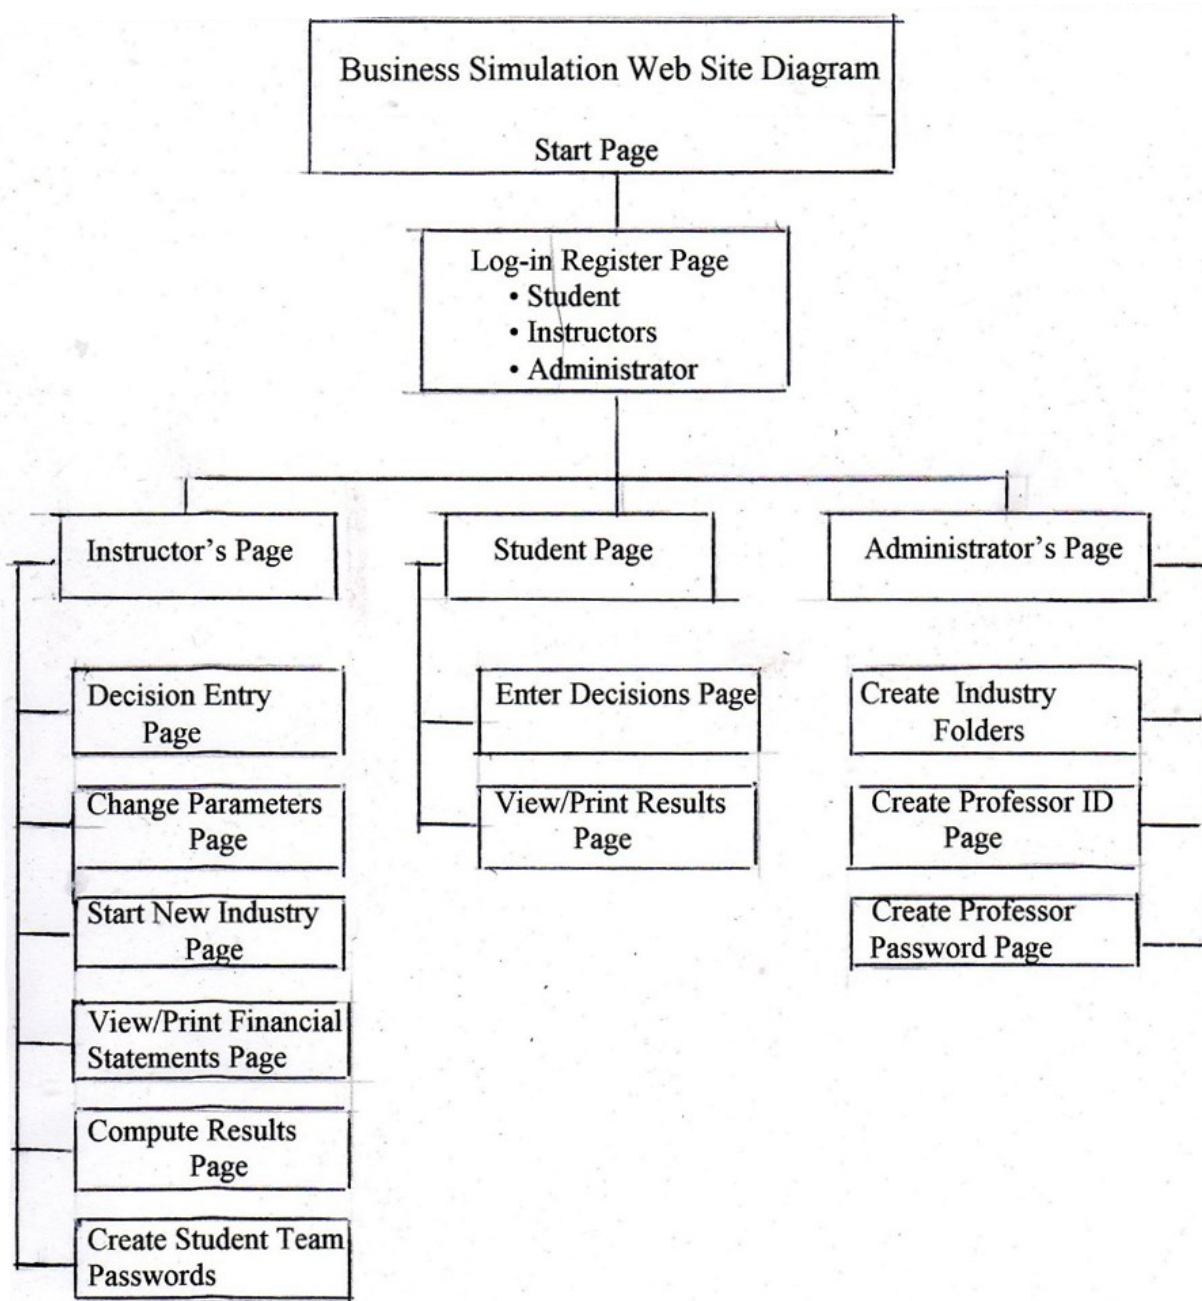 Business Simulation Web Site Diagram
Start Page
Log-in Register Page
• Student
• Instructors
• Administrator
Instructor's Page
Student Page
Administrator's Page
Decision Entry
Page
Change Parameters
Page
Start New Industry
Page
View/Print Financial
Statements Page
Compute Results
Page
Create Student Team
Passwords
Enter Decisions Page
View/Print Results
Page
Create Industry
Folders
Create Professor ID
Page
Create Professor
Password Page